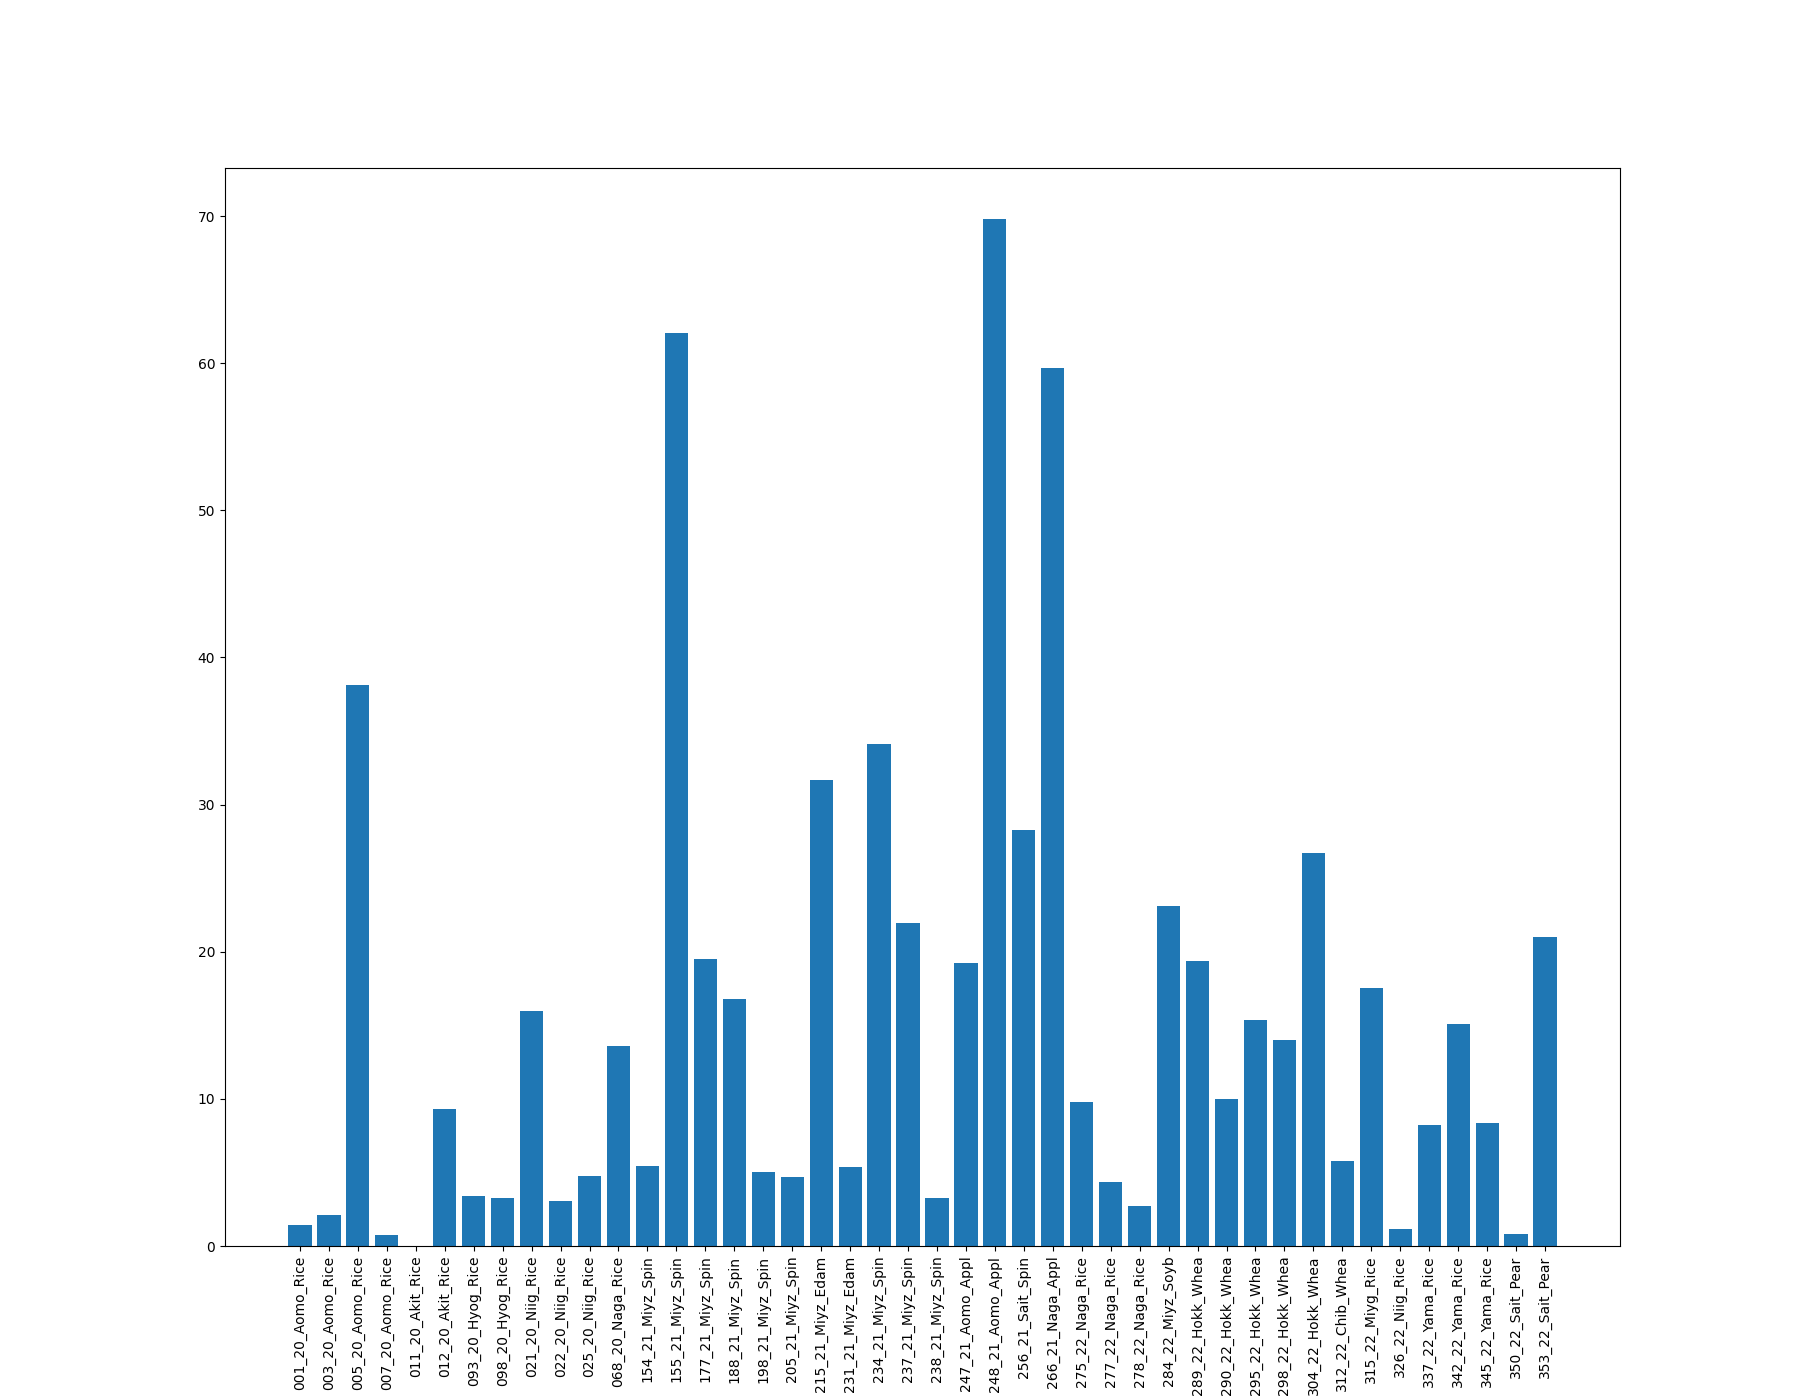 70
60
50
40
30
20
10
0
001_20_Aomo_Rice
003_20_Aomo_Rice
005_20_Aomo_Rice
007_20_Aomo_Rice
011_20_Akit_Rice
012_20_Akit_Rice
093_20_Hyog_Rice
098_20_Hyog_Rice
021_20_Niig_Rice
022_20_Niig_Rice
025_20_Niig_Rice
068_20_Naga_Rice
154_21_Miyz_Spin
155_21_Miyz_Spin
177_21_Miyz_Spin
188_21_Miyz_Spin
198_21_Miyz_Spin
205_21_Miyz_Spin
215_21_Miyz_Edam
231_21_Miyz_Edam
234_21_Miyz_Spin
237_21_Miyz_Spin
238_21_Miyz_Spin
247_21_Aomo_Appl
248_21_Aomo_Appl
256_21_Sait_Spin
266_21_Naga_Appl
275_22_Naga_Rice
277_22_Naga_Rice
278_22_Naga_Rice
284_22_Miyz_Soyb
289_22_Hokk_Whea
290_22_Hokk_Whea
295_22_Hokk_Whea
298_22_Hokk_Whea
304_22_Hokk_Whea
312_22_Chib_Whea
315_22_Miyg_Rice
326_22_Niig_Rice
337_22_Yama_Rice
342_22_Yama_Rice
345_22_Yama_Rice
350_22_Sait_Pear
353_22_Sait_Pear